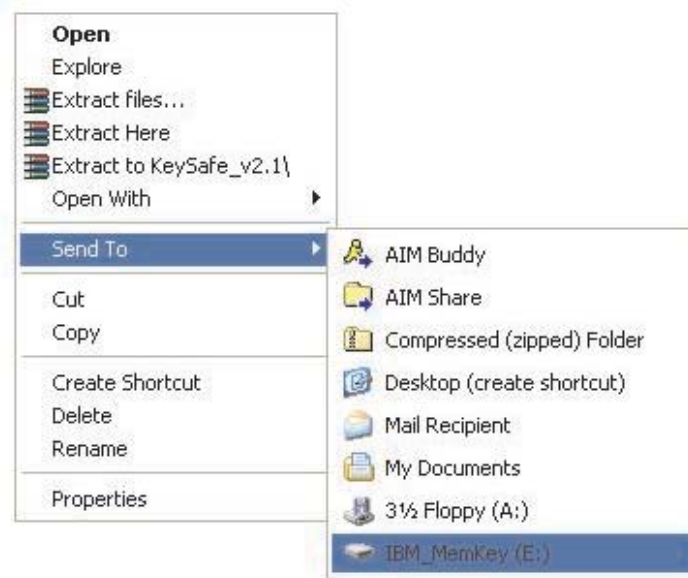 Open
Explore
Extract files...
Extract Here
Extract to KeySafe_v2.1\
Open With
Send To
Cut
Copy
Create Shortcut
Delete
Rename
Properties
AIM Buddy
AIM Share
Compressed (zipped) Folder
Desktop (create shortcut)
Mail Recipient
My Documents
3½ Floppy (A:)
IBM_MemKey (E:)